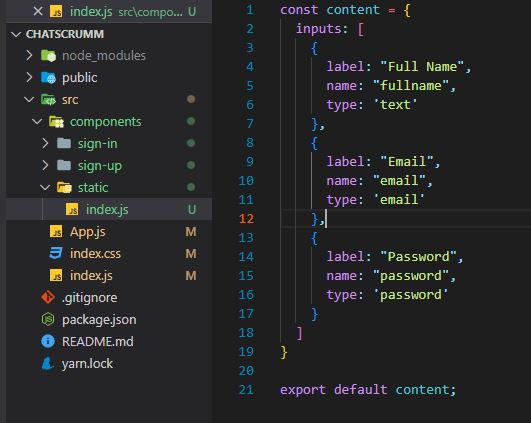 JS index.js src\compo... U
CHATSCRUMM
node_modules
public
src
components
sign-in
sign-up
static
JS index.js U
JS App.js M
index.css M
JS index.js M
.gitignore
package.json
README.md
yarn.lock
1 const content = {
2 inputs: [
3 {
4 label: "Full Name",
5 name: "fullname",
6 type: 'text'
7 },
8 {
9 label: "Email",
10 name: "email",
11 type: 'email'
12 },
13 {
14 label: "Password",
15 name: "password",
16 type: 'password'
17 }
18 ]
19 }
20
21 export default content;